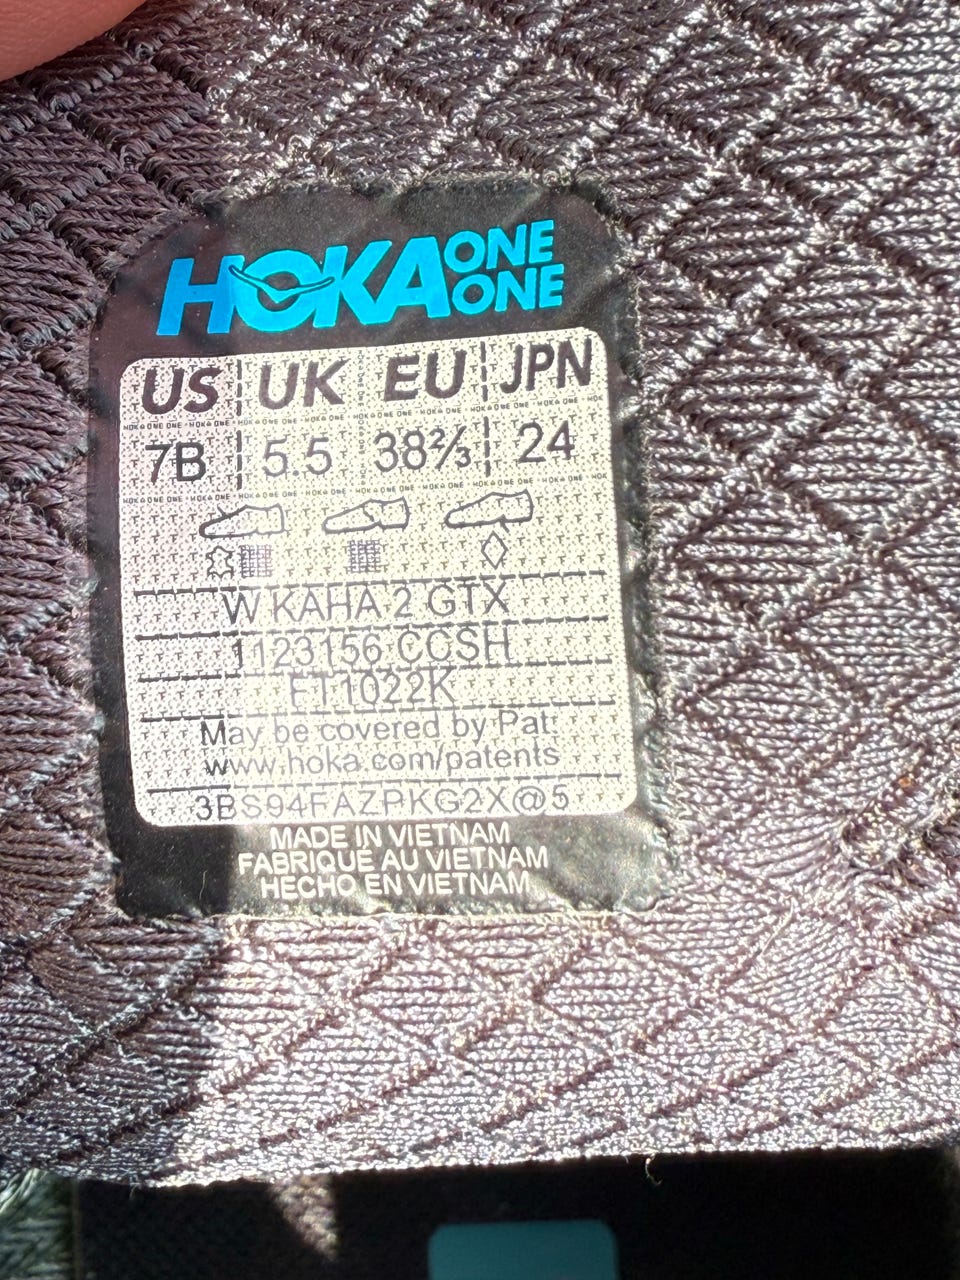 HOKA ONE ONE
US UK EU JPN
7B 5.5 38⅔ 24
W KAHA 2 GTX
1123156 CCSH
FT1022K
May be covered by Pat:
www.hoka.com/patents
3BS94FAZPKG2X@5
MADE IN VIETNAM
FABRIQUÉ AU VIETNAM
HECHO EN VIETNAM